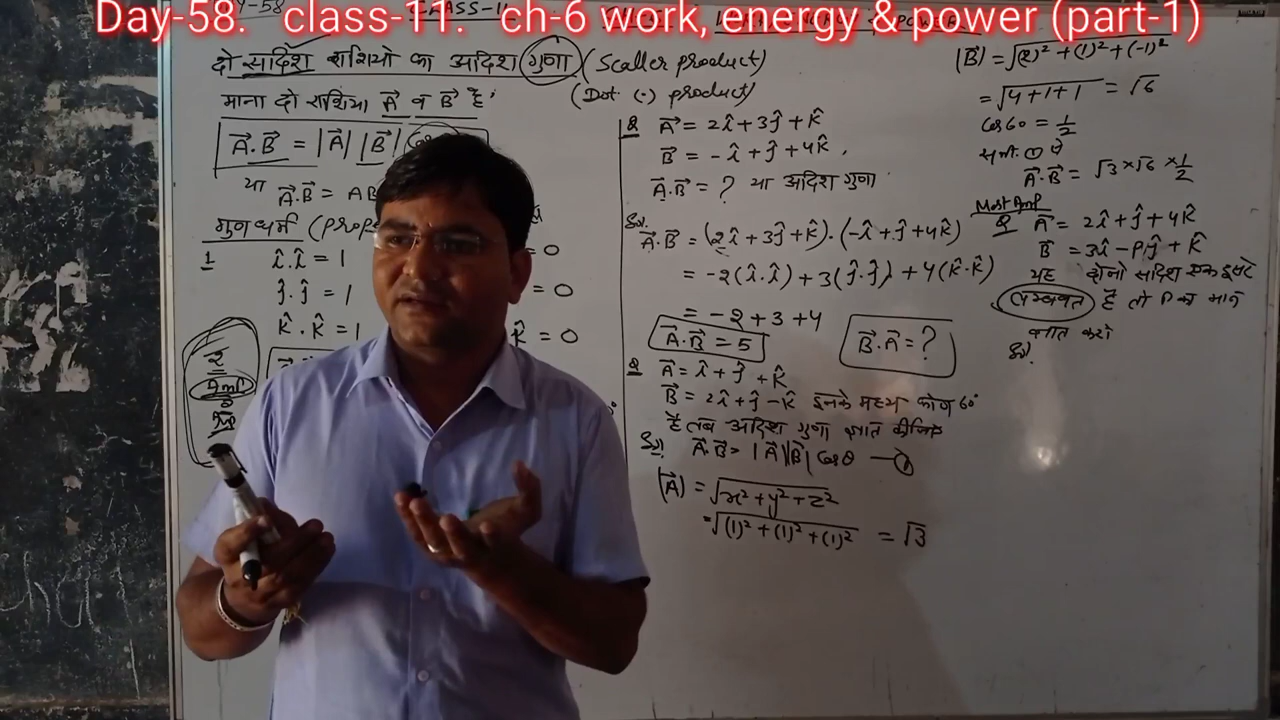 Day-58. class-11. ch-6 work, energy & power (part-1)
दो सदिश राशियो का अदिश गुणा (Scaller product)
(Dot (.) product)
माना दो राशिया A⃗ व B⃗ है
A⃗.B⃗ = |A⃗| |B⃗|
या A⃗.B⃗ = AB
गुणधर्म
1 î.î = 1 = 0
ĵ.ĵ = 1 = 0
K̂.K̂ = 1 K̂ = 0
2
Imp
Q A⃗ = 2î+3ĵ+K̂
B⃗ = -î+ĵ+4K̂.
A⃗.B⃗ = ? या अदिश गुणा
A⃗.B⃗ = (2î+3ĵ+K̂).(-î+ĵ+4K̂)
= -2(î.î)+3(ĵ.ĵ)+4(K̂.K̂)
= -2+3+4
A⃗.B⃗ = 5 B⃗.A⃗ = ?
Q A⃗ = î+ĵ+K̂
B⃗ = 2î+ĵ-K̂ इनके मध्य कोण 60°
है तब अदिश गुणा ज्ञात कीजिए
A⃗.B⃗ = |A⃗||B⃗| cosθ —①
|A⃗| = √x²+y²+z²
=√(1)²+(1)²+(1)² = √3
|B⃗| = √(2)²+(1)²+(-1)²
= √4+1+1 = √6
cos60 = 1/2
समी. ① से
A⃗.B⃗ = √3×√6×1/2
Most Imp
Q A⃗ = 2î+ĵ+4K̂
B⃗ = 3î-Pĵ+K̂
यह दोनो सदिश एक दूसरे
लम्बवत है तो P का मान
ज्ञात करो